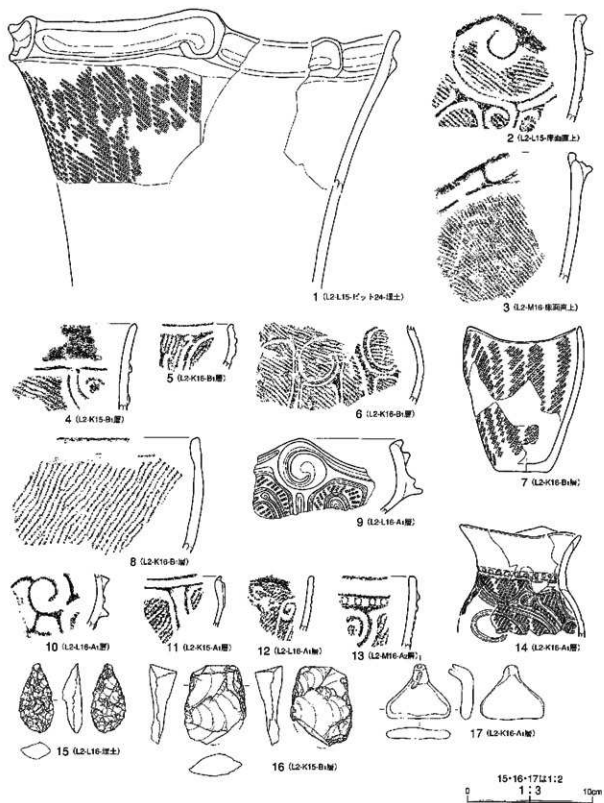 1 (L2-L15-ピット24-埋土)
2 (L2-L15-床面直上)
3 (L2-M16-床面直上)
4 (L2-K15-B1層)
5 (L2-K16-B1層)
6 (L2-K16-B1層)
7 (L2-K16-B1層)
8 (L2-K16-B1層)
9 (L2-L16-A1層)
10 (L2-L16-A1層)
11 (L2-K15-A1層)
12 (L2-L16-A1層)
13 (L2-M16-A2層)
14 (L2-K16-A1層)
15 (L2-L16-埋土)
16 (L2-K15-B1層)
17 (L2-K16-A1層)
15・16・17は1:2
1:3
0 10cm